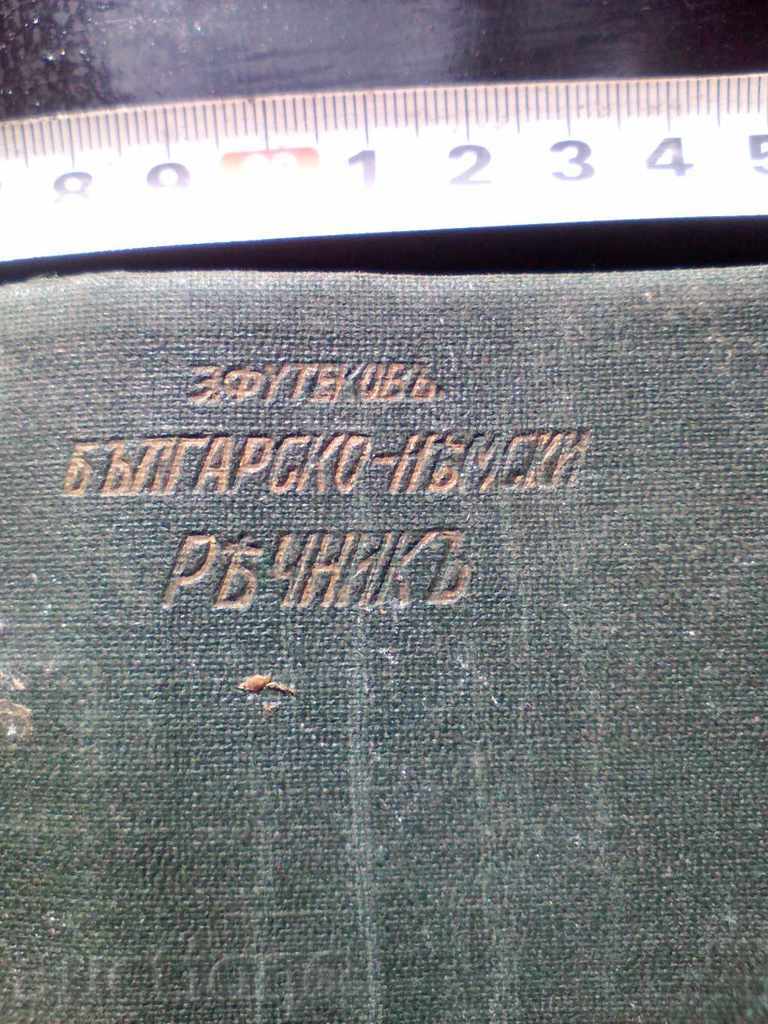 8 9 1 2 3 4 5
З. ФУТЕКОВЪ.
БЪЛГАРСКО-НѢМСКИ
РѢЧНИКЪ